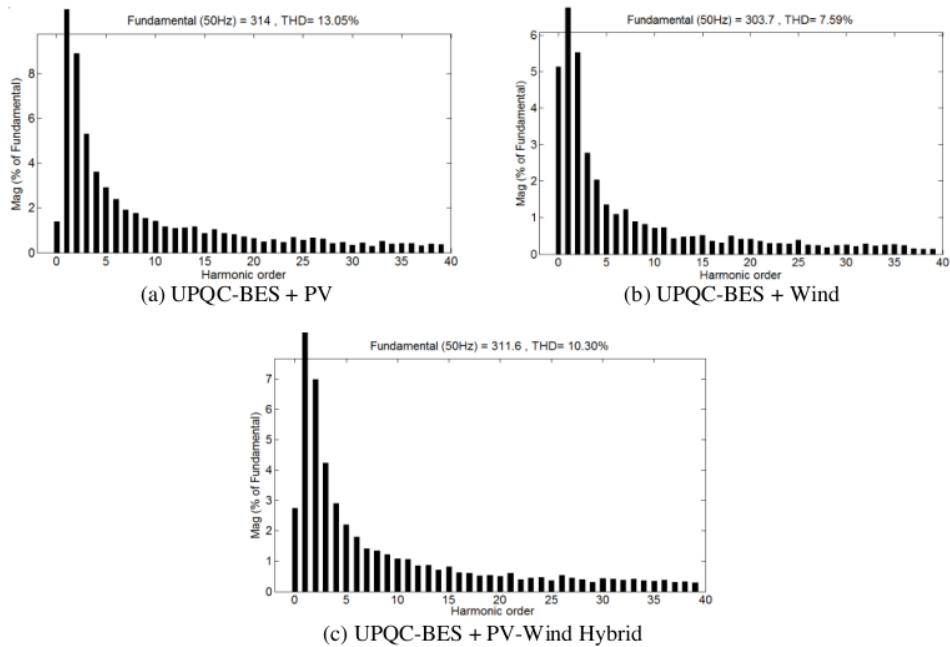 Fundamental (50Hz) = 314 , THD= 13.05%
Mag (% of Fundamental)
8
6
4
2
0
0 5 10 15 20 25 30 35 40
Harmonic order
(a) UPQC-BES + PV
Fundamental (50Hz) = 303.7 , THD= 7.59%
Mag (% of Fundamental)
6
5
4
3
2
1
0
0 5 10 15 20 25 30 35 40
Harmonic order
(b) UPQC-BES + Wind
Fundamental (50Hz) = 311.6 , THD= 10.30%
Mag (% of Fundamental)
7
6
5
4
3
2
1
0
0 5 10 15 20 25 30 35 40
Harmonic order
(c) UPQC-BES + PV-Wind Hybrid